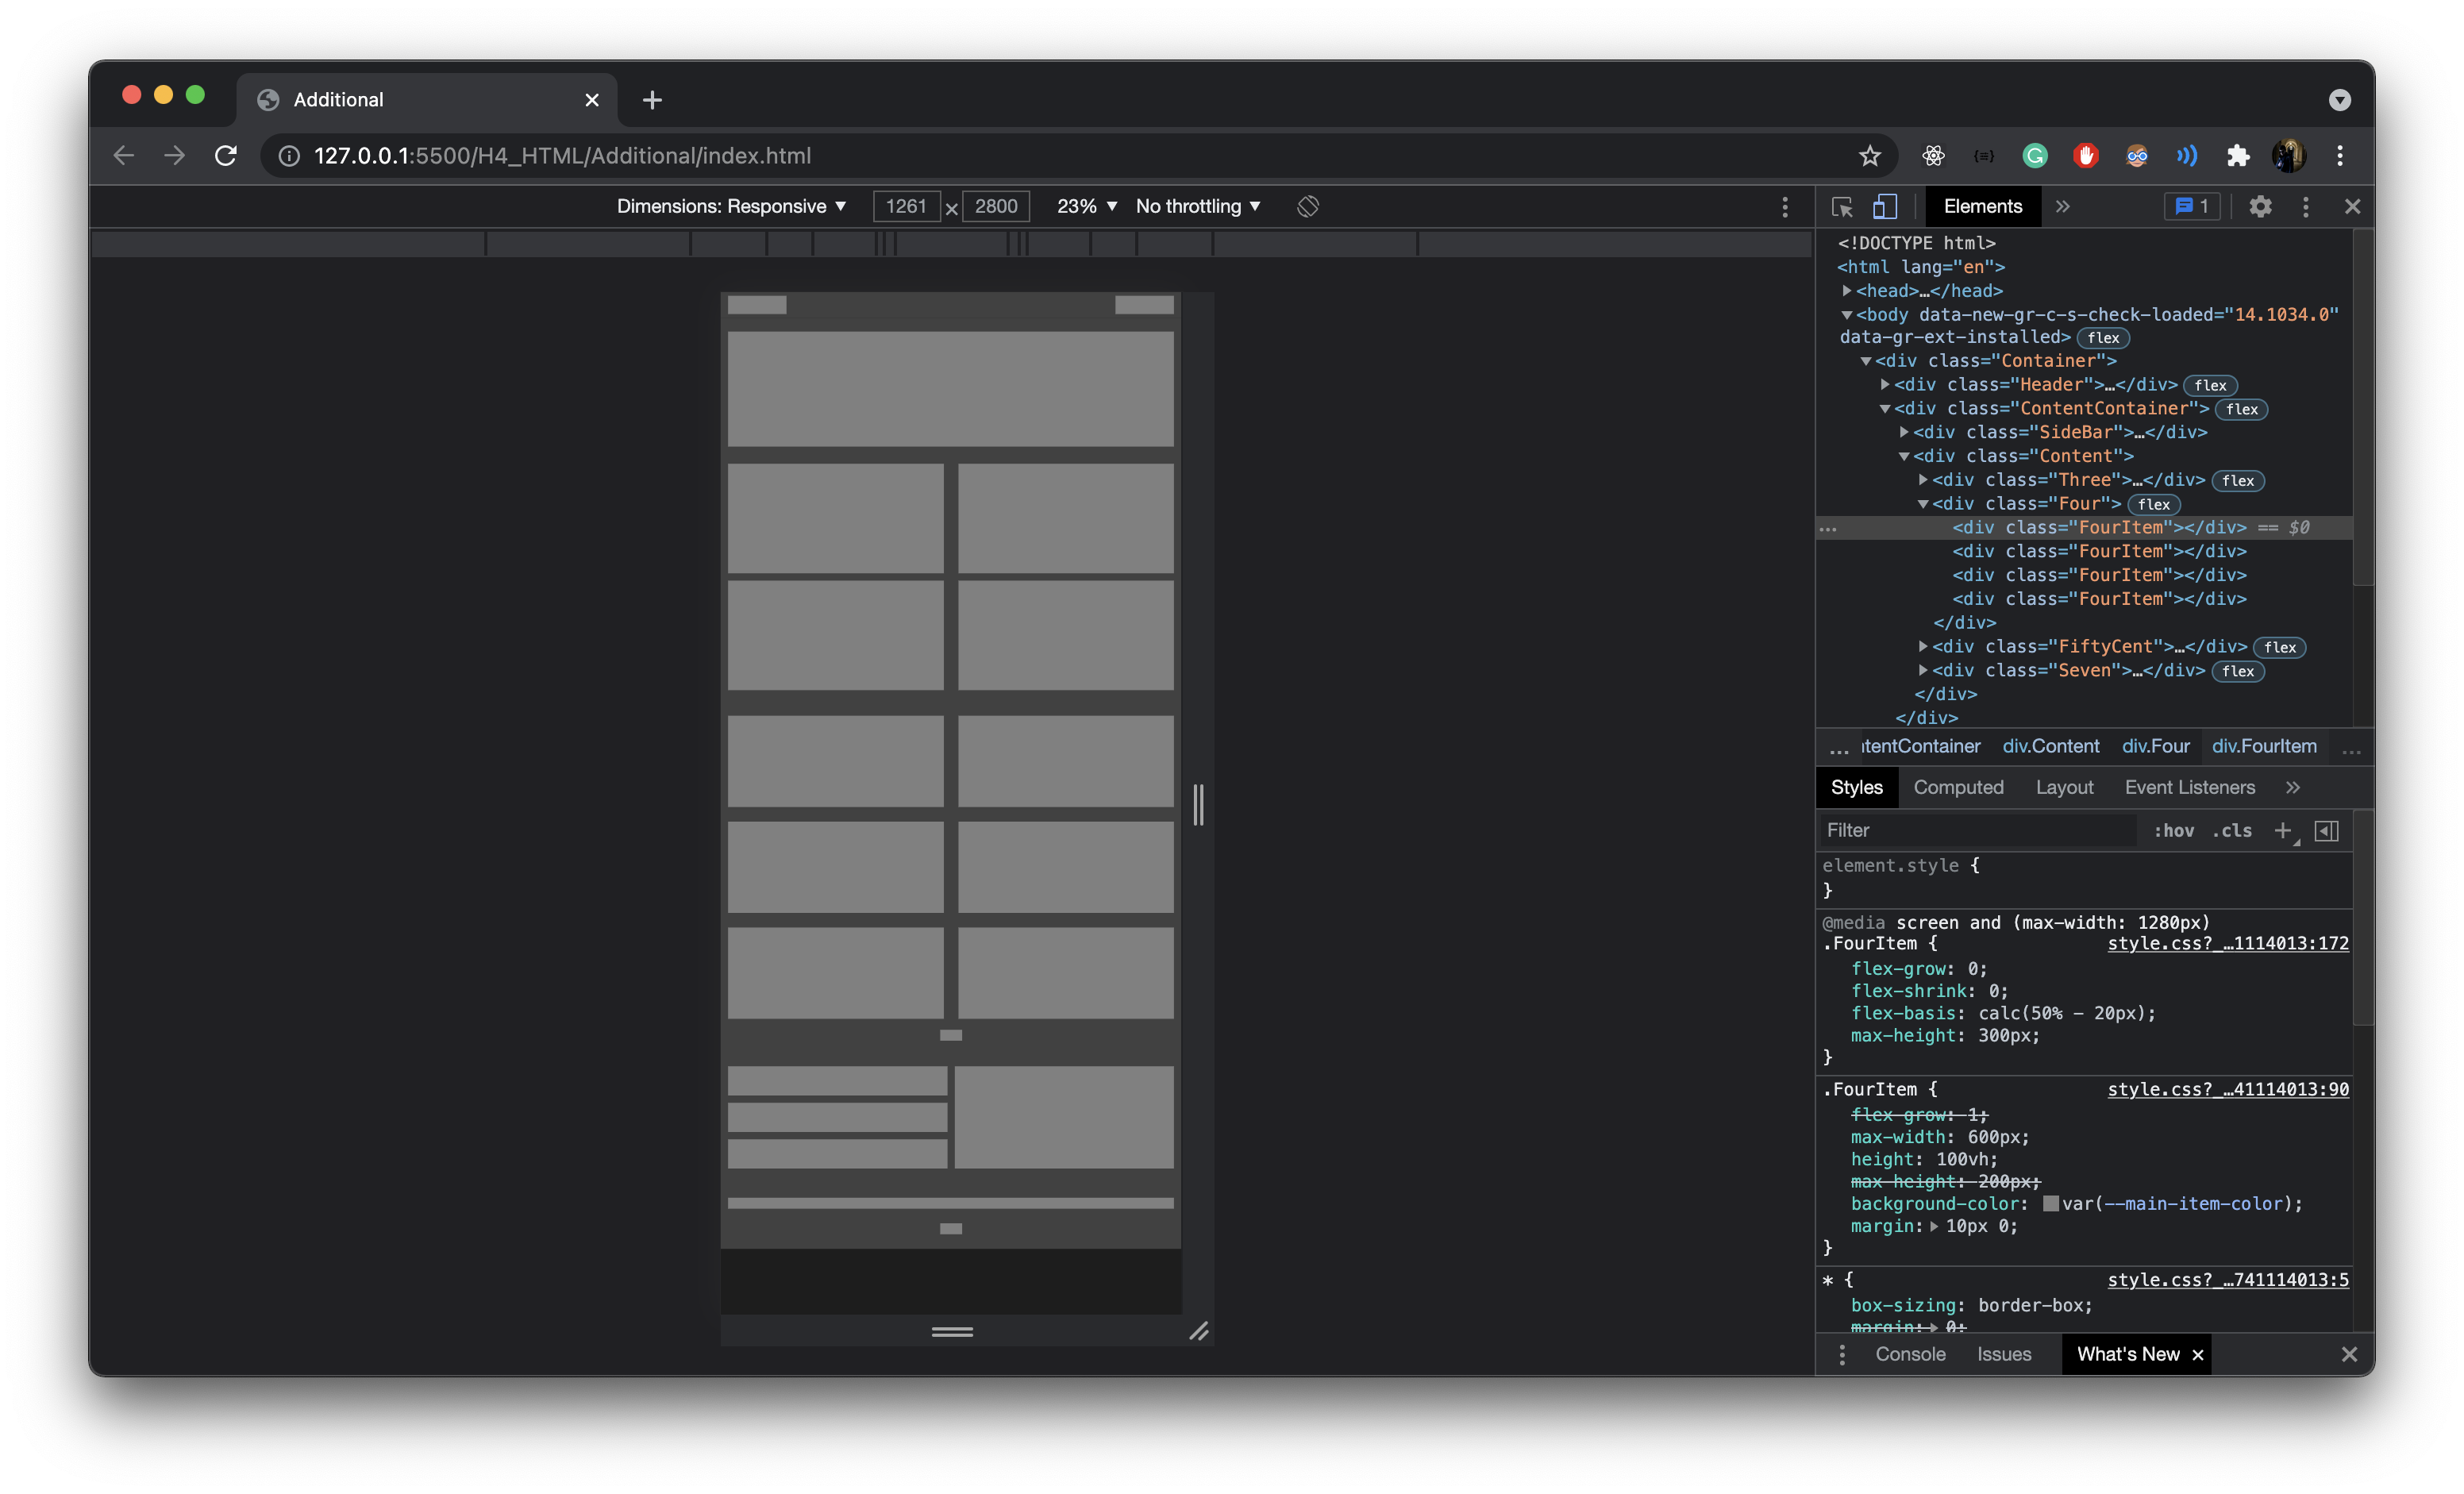 Additional
127.0.0.1:5500/H4_HTML/Additional/index.html
Dimensions: Responsive 1261 × 2800 23% No throttling
Elements 1
<!DOCTYPE html>
<html lang="en">
<head>…</head>
<body data-new-gr-c-s-check-loaded="14.1034.0"
data-gr-ext-installed> flex
<div class="Container">
<div class="Header">…</div> flex
<div class="ContentContainer"> flex
<div class="SideBar">…</div>
<div class="Content">
<div class="Three">…</div> flex
<div class="Four"> flex
… <div class="FourItem"></div> == $0
<div class="FourItem"></div>
<div class="FourItem"></div>
<div class="FourItem"></div>
</div>
<div class="FiftyCent">…</div> flex
<div class="Seven">…</div> flex
</div>
</div>
… ntentContainer div.Content div.Four div.FourItem …
Styles Computed Layout Event Listeners »
Filter :hov .cls +
element.style {
}
@media screen and (max-width: 1280px)
.FourItem { style.css?_…1114013:172
flex-grow: 0;
flex-shrink: 0;
flex-basis: calc(50% - 20px);
max-height: 300px;
}
.FourItem { style.css?_…41114013:90
flex-grow: 1;
max-width: 600px;
height: 100vh;
max-height: 200px;
background-color: var(--main-item-color);
margin: 10px 0;
}
* { style.css?_…741114013:5
box-sizing: border-box;
margin: 0;
Console Issues What's New